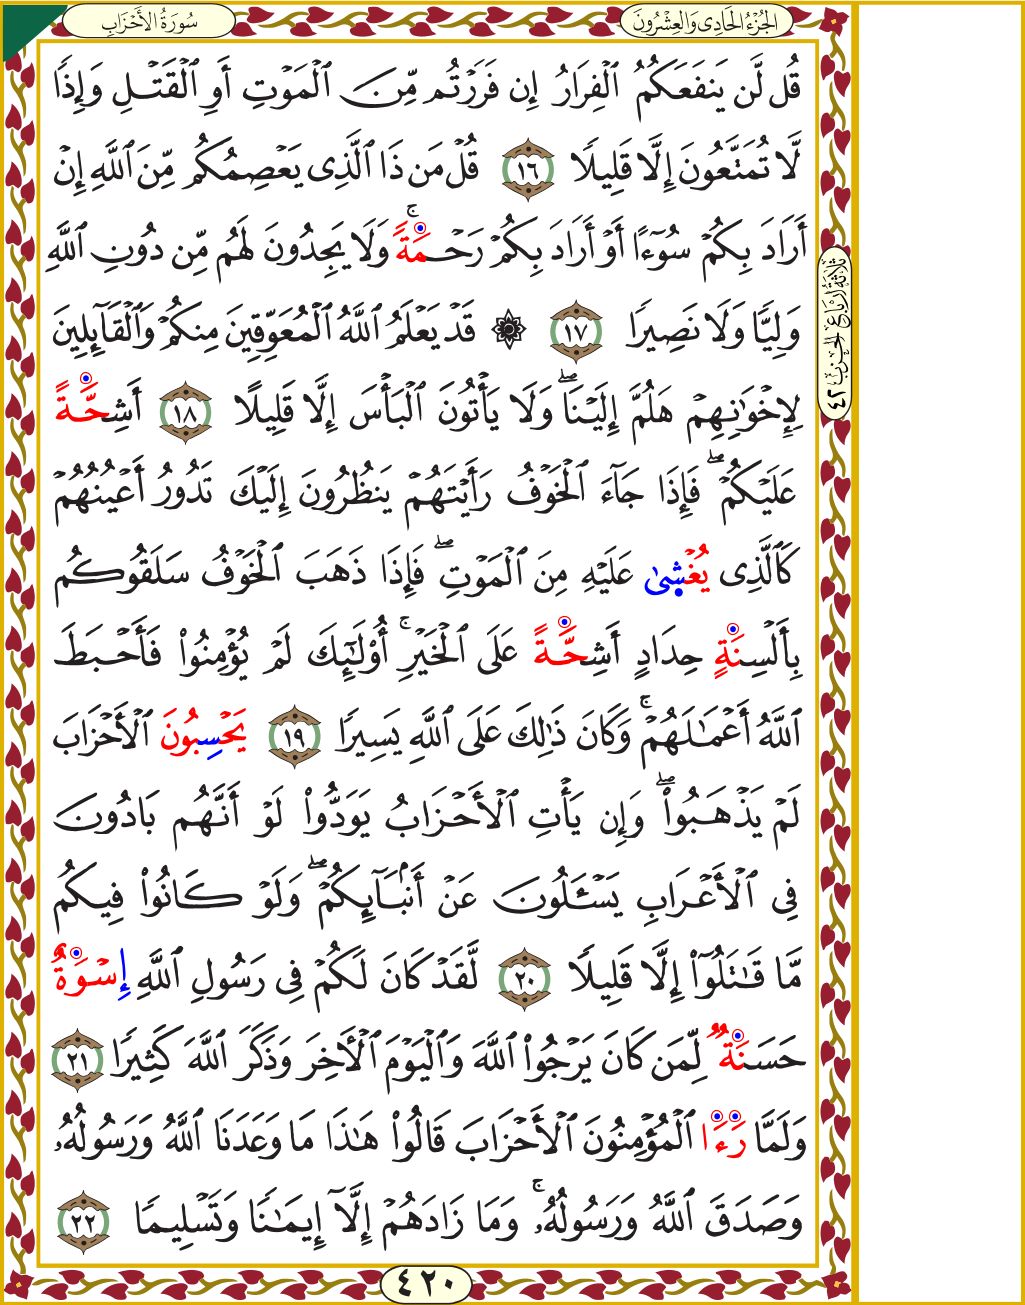 الجُزْءُ الحَادِى وَالعِشْرُونَ
سُورَةُ الأَحْزَابِ
قُل لَّن يَنفَعَكُمُ ٱلْفِرَارُ إِن فَرَرْتُم مِّنَ ٱلْمَوْتِ أَوِ ٱلْقَتْلِ وَإِذًا
لَّا تُمَتَّعُونَ إِلَّا قَلِيلًا ١٦ قُلْ مَن ذَا ٱلَّذِى يَعْصِمُكُم مِّنَ ٱللَّهِ إِنْ
أَرَادَ بِكُمْ سُوٓءًا أَوْ أَرَادَ بِكُمْ رَحْمَةً ۚ وَلَا يَجِدُونَ لَهُم مِّن دُونِ ٱللَّهِ
وَلِيًّا وَلَا نَصِيرًا ١٧ ۞ قَدْ يَعْلَمُ ٱللَّهُ ٱلْمُعَوِّقِينَ مِنكُمْ وَٱلْقَآئِلِينَ
لِإِخْوَٰنِهِمْ هَلُمَّ إِلَيْنَا ۖ وَلَا يَأْتُونَ ٱلْبَأْسَ إِلَّا قَلِيلًا ١٨ أَشِحَّةً
عَلَيْكُمْ ۖ فَإِذَا جَآءَ ٱلْخَوْفُ رَأَيْتَهُمْ يَنظُرُونَ إِلَيْكَ تَدُورُ أَعْيُنُهُمْ
كَٱلَّذِى يُغْشِىٰ عَلَيْهِ مِنَ ٱلْمَوْتِ ۖ فَإِذَا ذَهَبَ ٱلْخَوْفُ سَلَقُوكُم
بِأَلْسِنَةٍ حِدَادٍ أَشِحَّةً عَلَى ٱلْخَيْرِ ۚ أُو۟لَٰٓئِكَ لَمْ يُؤْمِنُوا۟ فَأَحْبَطَ
ٱللَّهُ أَعْمَٰلَهُمْ ۚ وَكَانَ ذَٰلِكَ عَلَى ٱللَّهِ يَسِيرًا ١٩ يَحْسِبُونَ ٱلْأَحْزَابَ
لَمْ يَذْهَبُوا۟ ۖ وَإِن يَأْتِ ٱلْأَحْزَابُ يَوَدُّوا۟ لَوْ أَنَّهُم بَادُونَ
فِى ٱلْأَعْرَابِ يَسْـَٔلُونَ عَنْ أَنۢبَآئِكُمْ ۖ وَلَوْ كَانُوا۟ فِيكُم
مَّا قَٰتَلُوٓا۟ إِلَّا قَلِيلًا ٢٠ لَّقَدْ كَانَ لَكُمْ فِى رَسُولِ ٱللَّهِ إِسْوَةٌ
حَسَنَةٌ لِّمَن كَانَ يَرْجُوا۟ ٱللَّهَ وَٱلْيَوْمَ ٱلْـَٔاخِرَ وَذَكَرَ ٱللَّهَ كَثِيرًا ٢١
وَلَمَّا رَءَا ٱلْمُؤْمِنُونَ ٱلْأَحْزَابَ قَالُوا۟ هَٰذَا مَا وَعَدَنَا ٱللَّهُ وَرَسُولُهُۥ
وَصَدَقَ ٱللَّهُ وَرَسُولُهُۥ ۚ وَمَا زَادَهُمْ إِلَّآ إِيمَٰنًا وَتَسْلِيمًا ٢٢
ثَلَاثَةُ أَرْبَاعِ الحِزْبِ ٤٢
٤٢٠